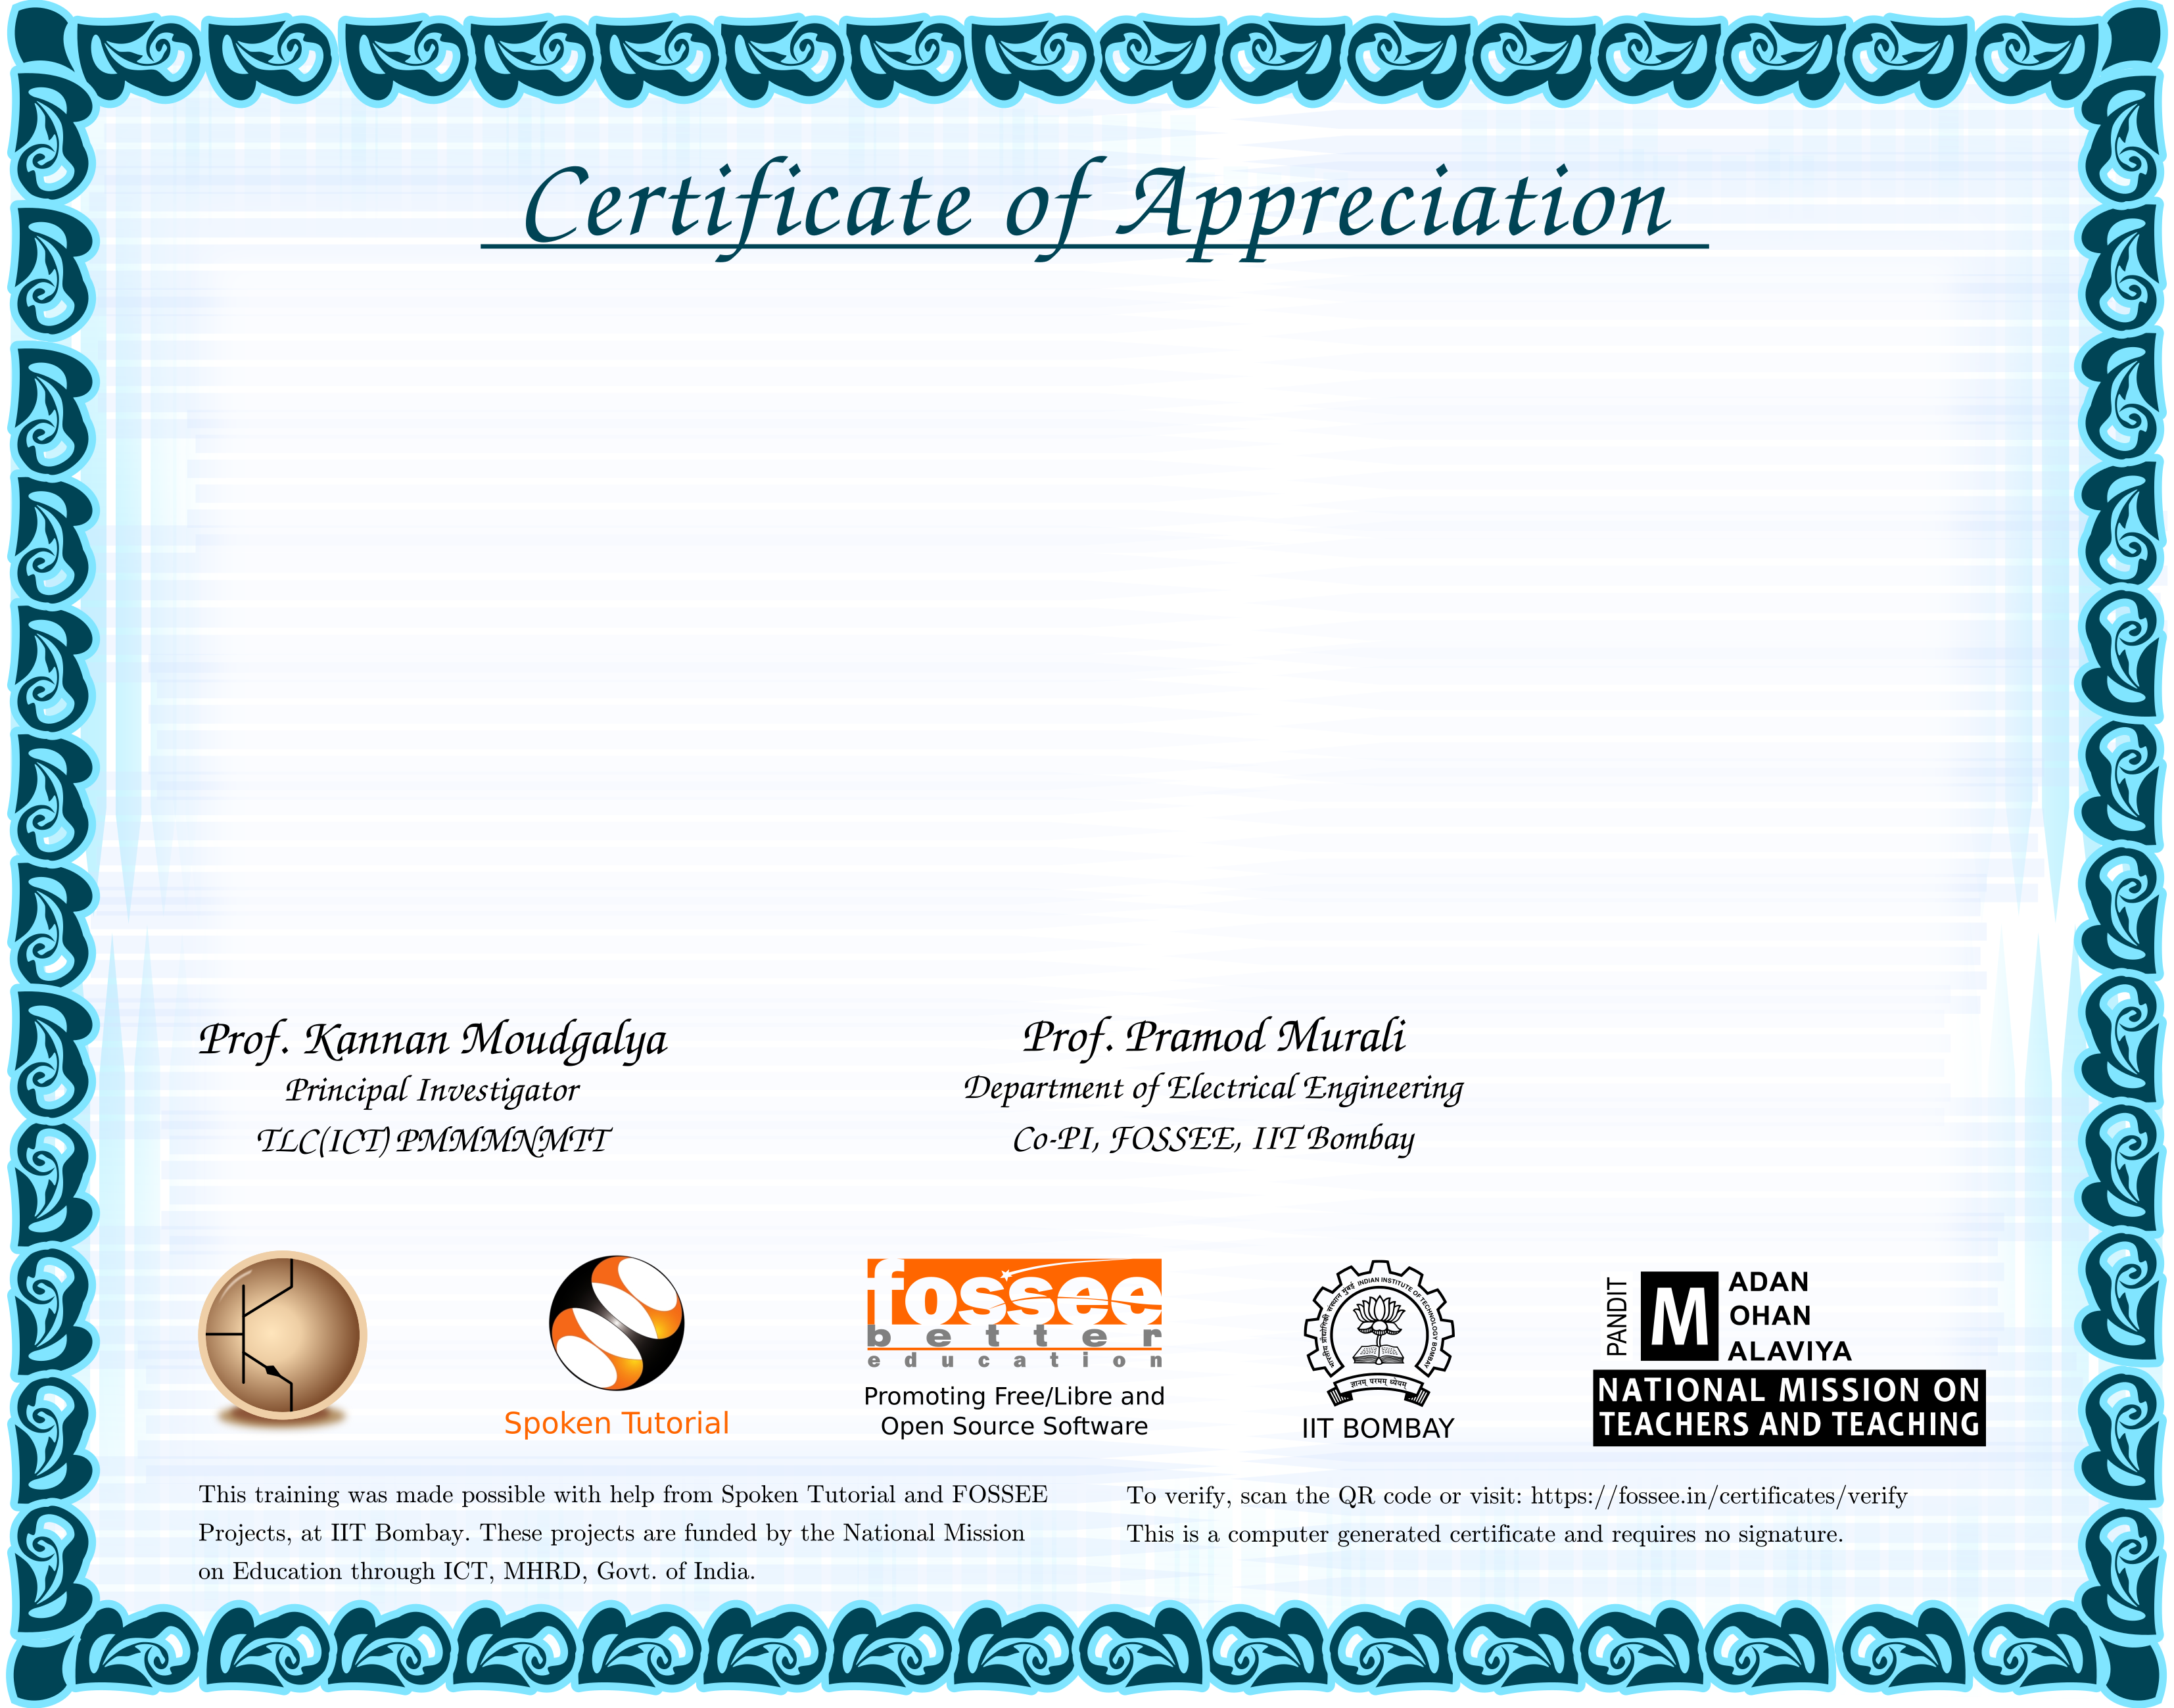 Certificate of Appreciation
Prof. Kannan Moudgalya
Principal Investigator
TLC(ICT) PMMMNMTT
Prof. Pramod Murali
Department of Electrical Engineering
Co-PI, FOSSEE, IIT Bombay
Spoken Tutorial
fossee
better
education
Promoting Free/Libre and
Open Source Software
भारतीय प्रौद्योगिकी संस्थान मुंबई INDIAN INSTITUTE OF TECHNOLOGY BOMBAY
ज्ञानम् परमम् ध्येयम्
IIT BOMBAY
PANDIT
M
ADAN
OHAN
ALAVIYA
NATIONAL MISSION ON
TEACHERS AND TEACHING
This training was made possible with help from Spoken Tutorial and FOSSEE
Projects, at IIT Bombay. These projects are funded by the National Mission
on Education through ICT, MHRD, Govt. of India.
To verify, scan the QR code or visit: https://fossee.in/certificates/verify
This is a computer generated certificate and requires no signature.